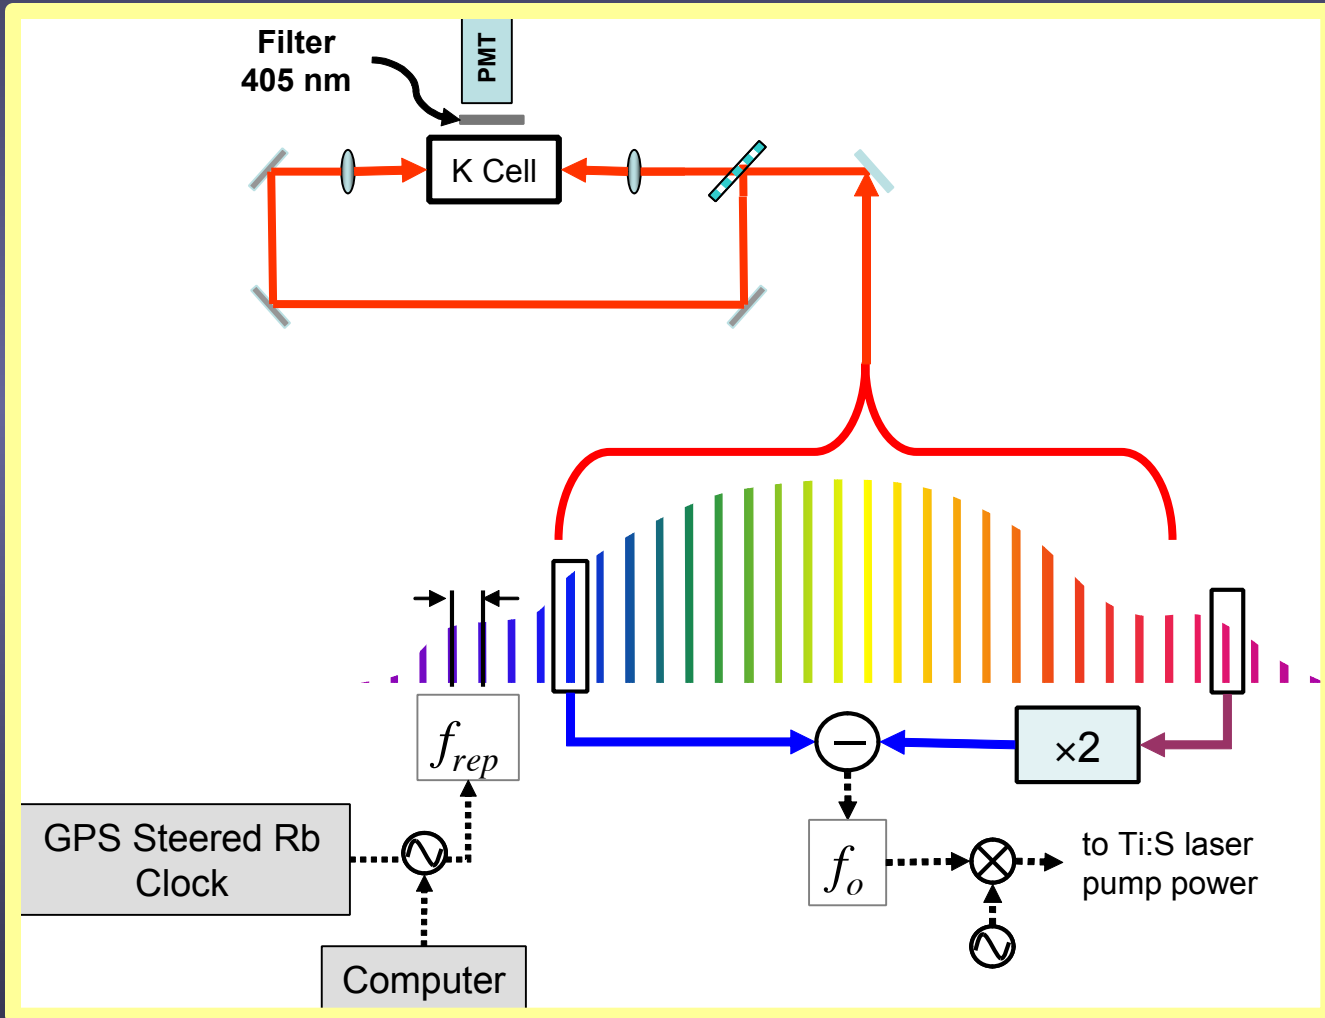 Filter
405 nm
PMT
K Cell
f_rep
−
×2
GPS Steered Rb
Clock
f_o
to Ti:S laser
pump power
Computer